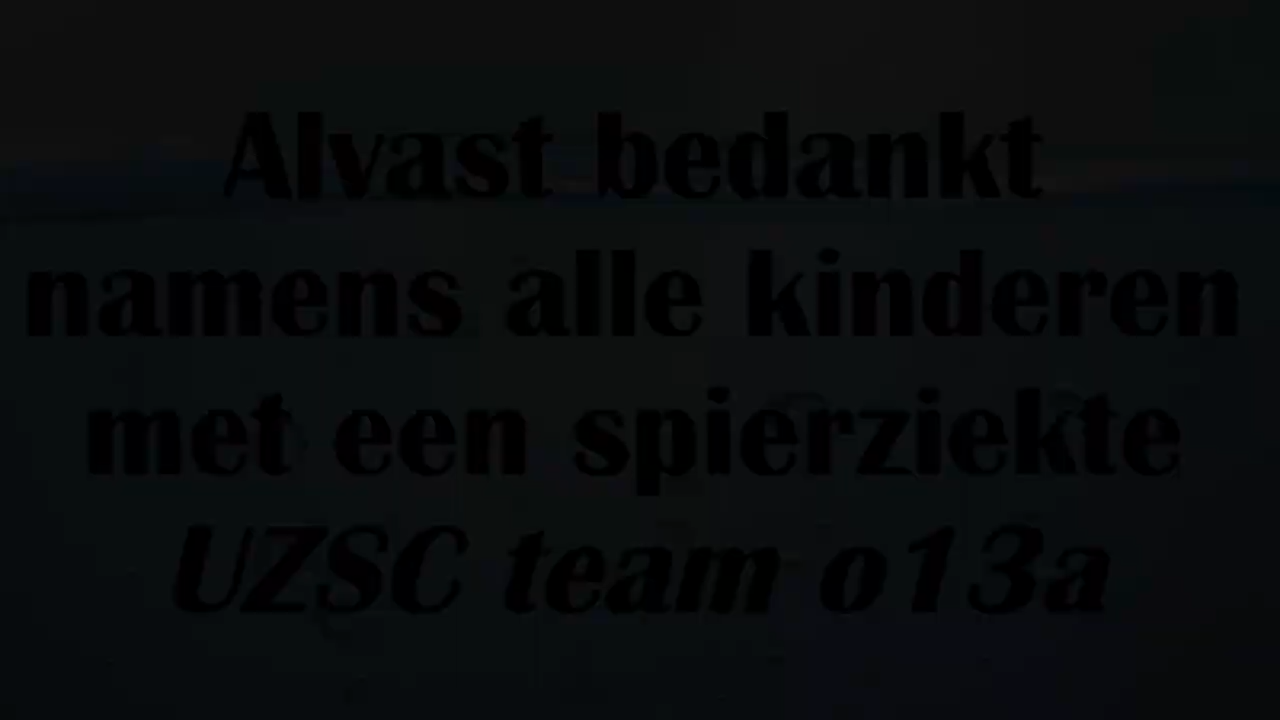 Alvast bedankt
namens alle kinderen
met een spierziekte
UZSC team o13a